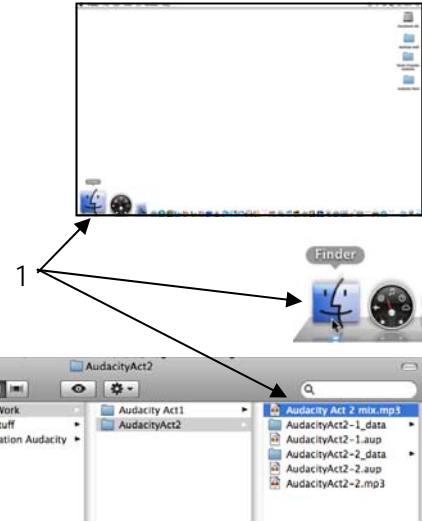 Finder
1
AudacityAct2
Work
Audacity Act1
Audacity Act 2 mix.mp3
tuff
AudacityAct2
AudacityAct2-1_data
ation Audacity
AudacityAct2-1.aup
AudacityAct2-2_data
AudacityAct2-2.aup
AudacityAct2-2.mp3